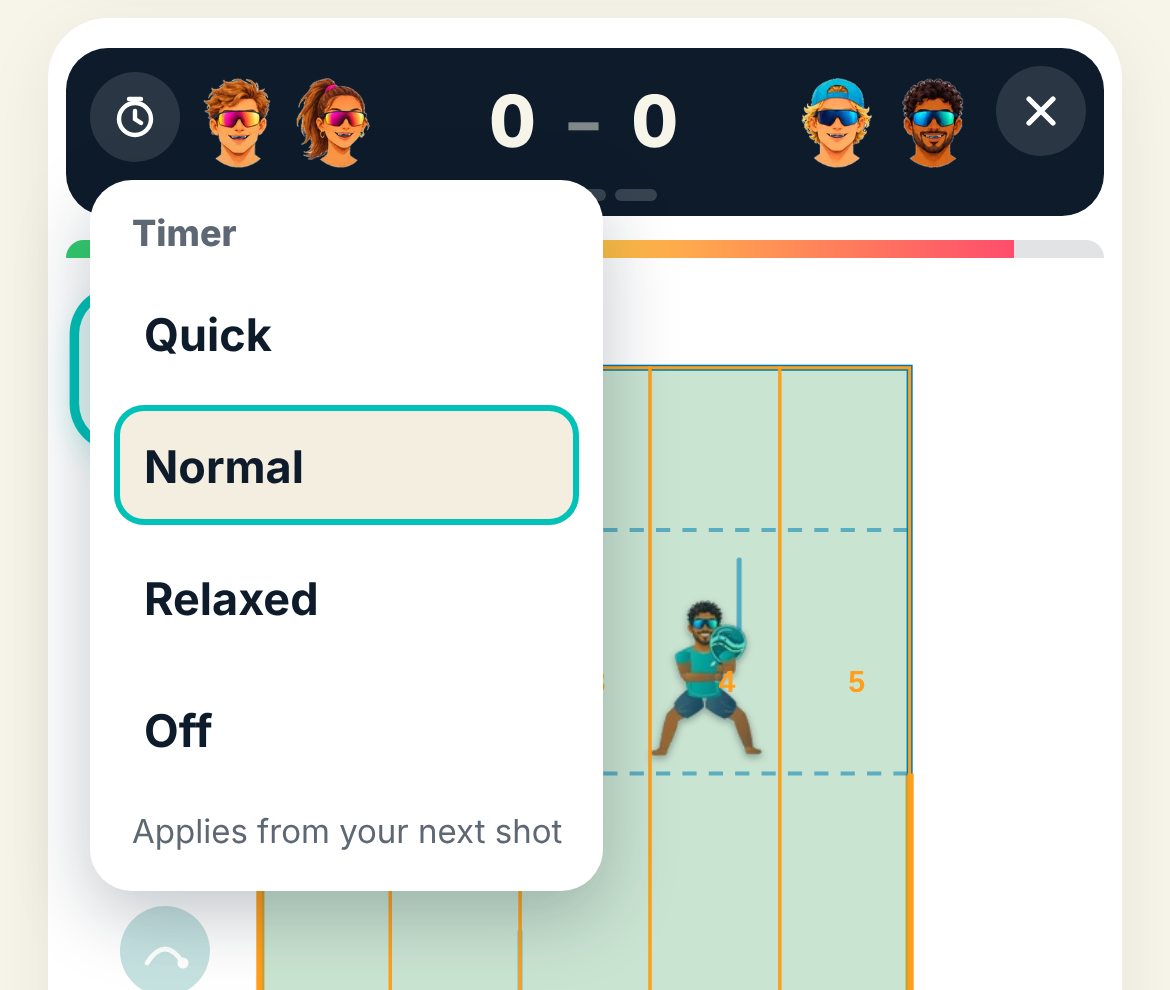 0 – 0
Timer
Quick
Normal
Relaxed
Off
Applies from your next shot
4
5